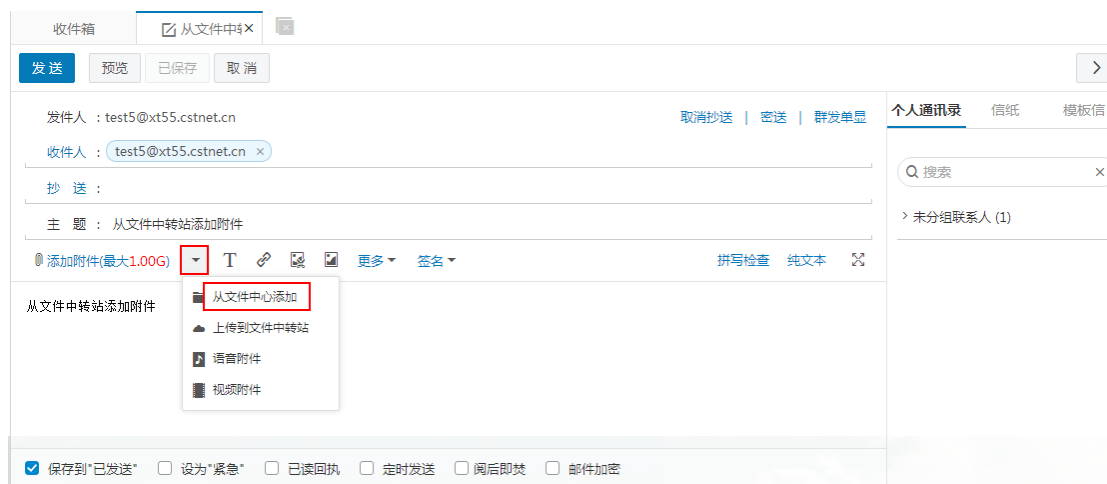 收件箱 从文件中转
发 送 预览 已保存 取 消
发件人 : test5@xt55.cstnet.cn 取消抄送 | 密送 | 群发单显
收件人 : test5@xt55.cstnet.cn ×
抄 送 :
主 题 : 从文件中转站添加附件
添加附件(最大1.00G) T 更多 签名 拼写检查 纯文本
从文件中心添加
上传到文件中转站
语音附件
视频附件
从文件中转站添加附件
个人通讯录 信纸 模板信
搜索
未分组联系人 (1)
保存到"已发送" 设为"紧急" 已读回执 定时发送 阅后即焚 邮件加密